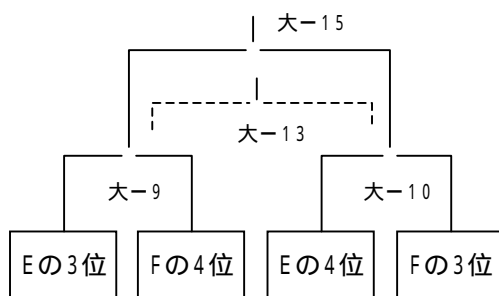 大ー15
大ー13
大ー9
大ー10
Eの3位
Fの4位
Eの4位
Fの3位